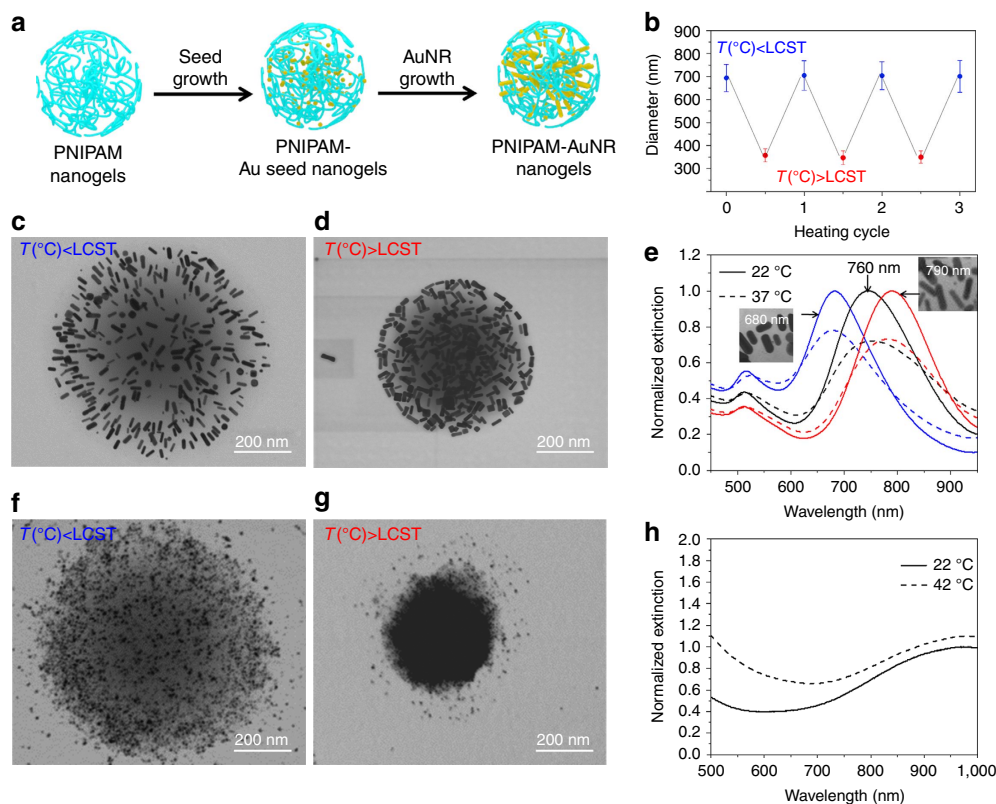 a
Seed
growth
AuNR
growth
PNIPAM
nanogels
PNIPAM-
Au seed nanogels
PNIPAM-AuNR
nanogels
b
Diameter (nm)
900
800
700
600
500
400
300
T(°C)<LCST
T(°C)>LCST
0
1
2
3
Heating cycle
c
T(°C)<LCST
200 nm
d
T(°C)>LCST
200 nm
e
Normalized extinction
1.2
1.0
0.8
0.6
0.4
0.2
0.0
22 °C
37 °C
760 nm
790 nm
680 nm
500
600
700
800
900
Wavelength (nm)
f
T(°C)<LCST
200 nm
g
T(°C)>LCST
200 nm
h
Normalized extinction
2.0
1.8
1.6
1.4
1.2
1.0
0.8
0.6
0.4
0.2
0.0
22 °C
42 °C
500
600
700
800
900
1,000
Wavelength (nm)